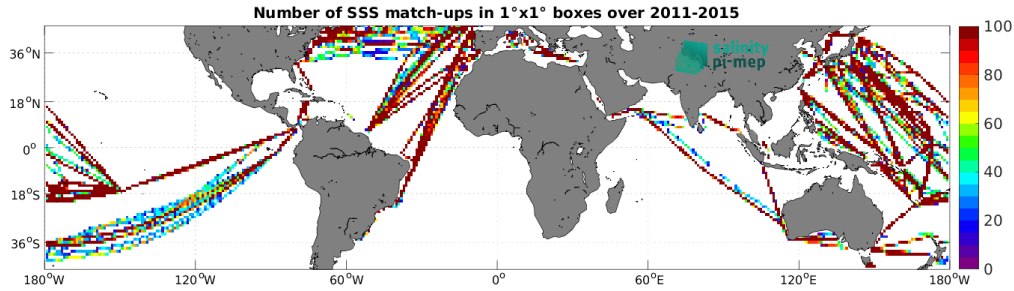 Number of SSS match-ups in 1°x1° boxes over 2011-2015
salinity
pi-mep
36°N
18°N
0°
18°S
36°S
180°W
120°W
60°W
0°
60°E
120°E
180°W
100
80
60
40
20
0